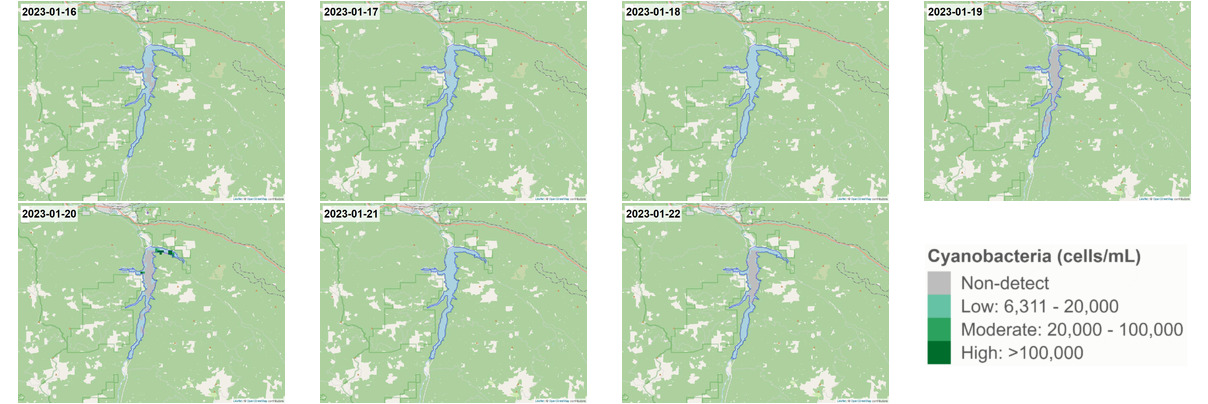 2023-01-16
2023-01-17
2023-01-18
2023-01-19
2023-01-20
2023-01-21
2023-01-22
Cyanobacteria (cells/mL)
Non-detect
Low: 6,311 - 20,000
Moderate: 20,000 - 100,000
High: >100,000